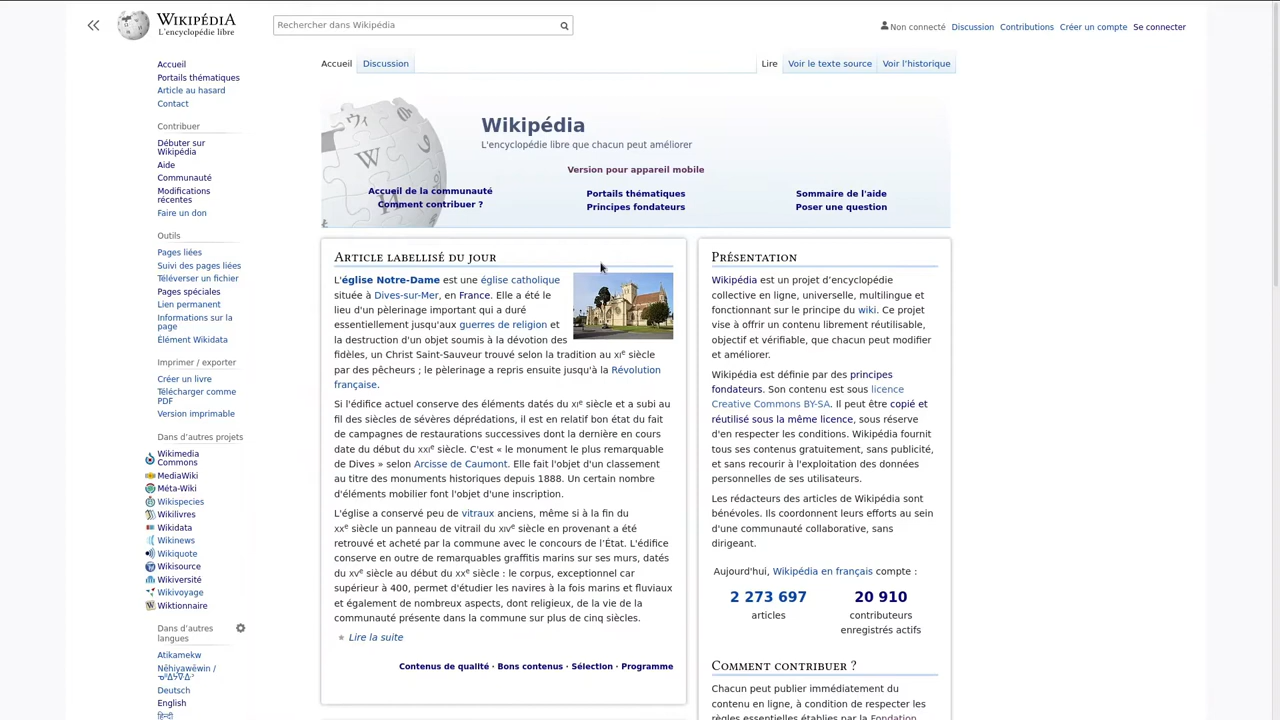 WIKIPÉDIA
L'encyclopédie libre
Rechercher dans Wikipédia
Non connecté Discussion Contributions Créer un compte Se connecter
Accueil
Portails thématiques
Article au hasard
Contact
Contribuer
Débuter sur
Wikipédia
Aide
Communauté
Modifications
récentes
Faire un don
Outils
Pages liées
Suivi des pages liées
Téléverser un fichier
Pages spéciales
Lien permanent
Informations sur la
page
Élément Wikidata
Imprimer / exporter
Créer un livre
Télécharger comme
PDF
Version imprimable
Dans d'autres projets
Wikimedia
Commons
MediaWiki
Méta-Wiki
Wikispecies
Wikilivres
Wikidata
Wikinews
Wikiquote
Wikisource
Wikiversité
Wikivoyage
Wiktionnaire
Dans d'autres
langues
Atikamekw
Nēhiyawēwin /
Deutsch
English
हिन्दी
Accueil Discussion Lire Voir le texte source Voir l'historique
Wikipédia
L'encyclopédie libre que chacun peut améliorer
Version pour appareil mobile
Accueil de la communauté Portails thématiques Sommaire de l'aide
Comment contribuer ? Principes fondateurs Poser une question
ARTICLE LABELLISÉ DU JOUR
L'église Notre-Dame est une église catholique
située à Dives-sur-Mer, en France. Elle a été le
lieu d'un pèlerinage important qui a duré
essentiellement jusqu'aux guerres de religion et
la destruction d'un objet soumis à la dévotion des
fidèles, un Christ Saint-Sauveur trouvé selon la tradition au XIe siècle
par des pêcheurs ; le pèlerinage a repris ensuite jusqu'à la Révolution
française.
Si l'édifice actuel conserve des éléments datés du XIe siècle et a subi au
fil des siècles de sévères déprédations, il est en relatif bon état du fait
de campagnes de restaurations successives dont la dernière en cours
date du début du XXIe siècle. C'est « le monument le plus remarquable
de Dives » selon Arcisse de Caumont. Elle fait l'objet d'un classement
au titre des monuments historiques depuis 1888. Un certain nombre
d'éléments mobilier font l'objet d'une inscription.
L'église a conservé peu de vitraux anciens, même si à la fin du
XXe siècle un panneau de vitrail du XIVe siècle en provenant a été
retrouvé et acheté par la commune avec le concours de l'État. L'édifice
conserve en outre de remarquables graffitis marins sur ses murs, datés
du XVe siècle au début du XXe siècle : le corpus, exceptionnel car
supérieur à 400, permet d'étudier les navires à la fois marins et fluviaux
et également de nombreux aspects, dont religieux, de la vie de la
communauté présente dans la commune sur plus de cinq siècles.
Lire la suite
Contenus de qualité · Bons contenus · Sélection · Programme
PRÉSENTATION
Wikipédia est un projet d'encyclopédie
collective en ligne, universelle, multilingue et
fonctionnant sur le principe du wiki. Ce projet
vise à offrir un contenu librement réutilisable,
objectif et vérifiable, que chacun peut modifier
et améliorer.
Wikipédia est définie par des principes
fondateurs. Son contenu est sous licence
Creative Commons BY-SA. Il peut être copié et
réutilisé sous la même licence, sous réserve
d'en respecter les conditions. Wikipédia fournit
tous ses contenus gratuitement, sans publicité,
et sans recourir à l'exploitation des données
personnelles de ses utilisateurs.
Les rédacteurs des articles de Wikipédia sont
bénévoles. Ils coordonnent leurs efforts au sein
d'une communauté collaborative, sans
dirigeant.
Aujourd'hui, Wikipédia en français compte :
2 273 697 20 910
articles contributeurs
enregistrés actifs
COMMENT CONTRIBUER ?
Chacun peut publier immédiatement du
contenu en ligne, à condition de respecter les
règles essentielles établies par la Fondation